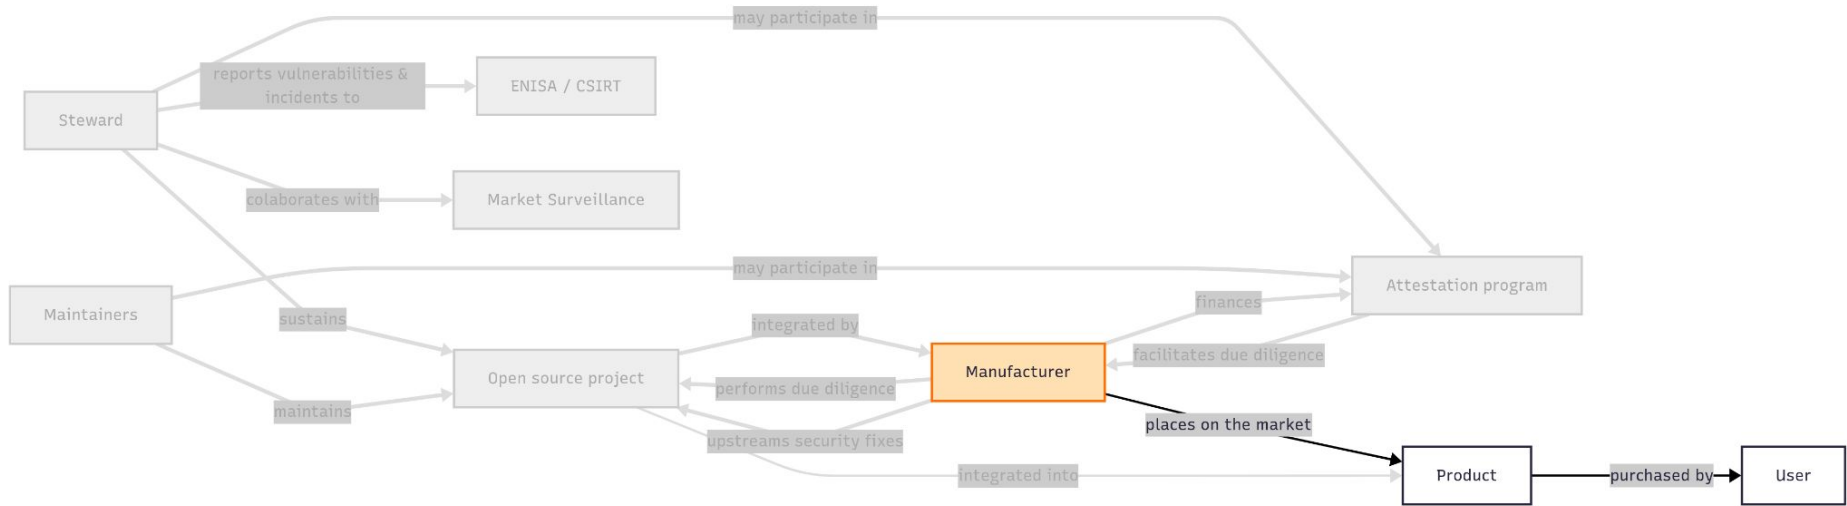 may participate in
reports vulnerabilities &
incidents to
ENISA / CSIRT
Steward
colaborates with
Market Surveillance
may participate in
Attestation program
finances
Maintainers
sustains
integrated by
facilitates due diligence
Manufacturer
Open source project
performs due diligence
maintains
places on the market
upstreams security fixes
integrated into
Product
purchased by
User